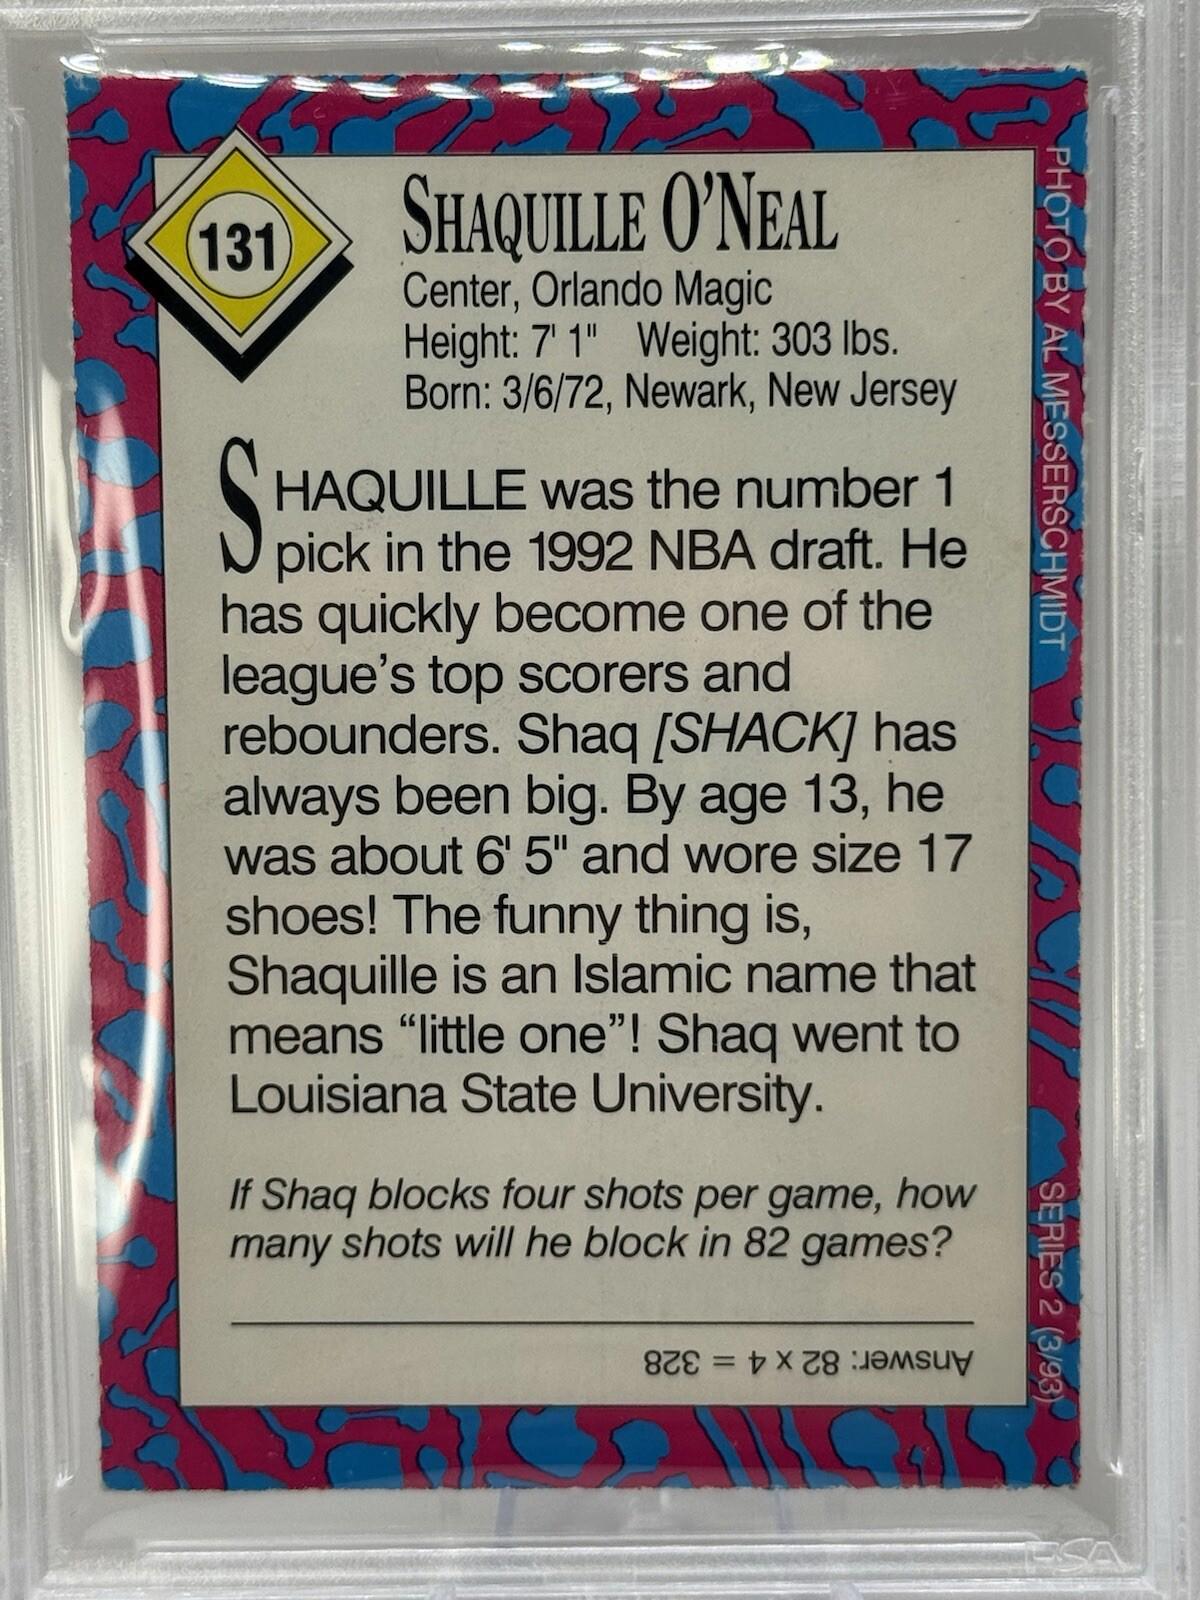 131
SHAQUILLE O'NEAL
Center, Orlando Magic
Height: 7' 1" Weight: 303 lbs.
Born: 3/6/72, Newark, New Jersey
SHAQUILLE was the number 1
pick in the 1992 NBA draft. He
has quickly become one of the
league's top scorers and
rebounders. Shaq [SHACK] has
always been big. By age 13, he
was about 6' 5" and wore size 17
shoes! The funny thing is,
Shaquille is an Islamic name that
means “little one”! Shaq went to
Louisiana State University.
If Shaq blocks four shots per game, how
many shots will he block in 82 games?
Answer: 82 x 4 = 328
PHOTO BY AL MESSERSCHMIDT
SERIES 2 (3/93)
PSA